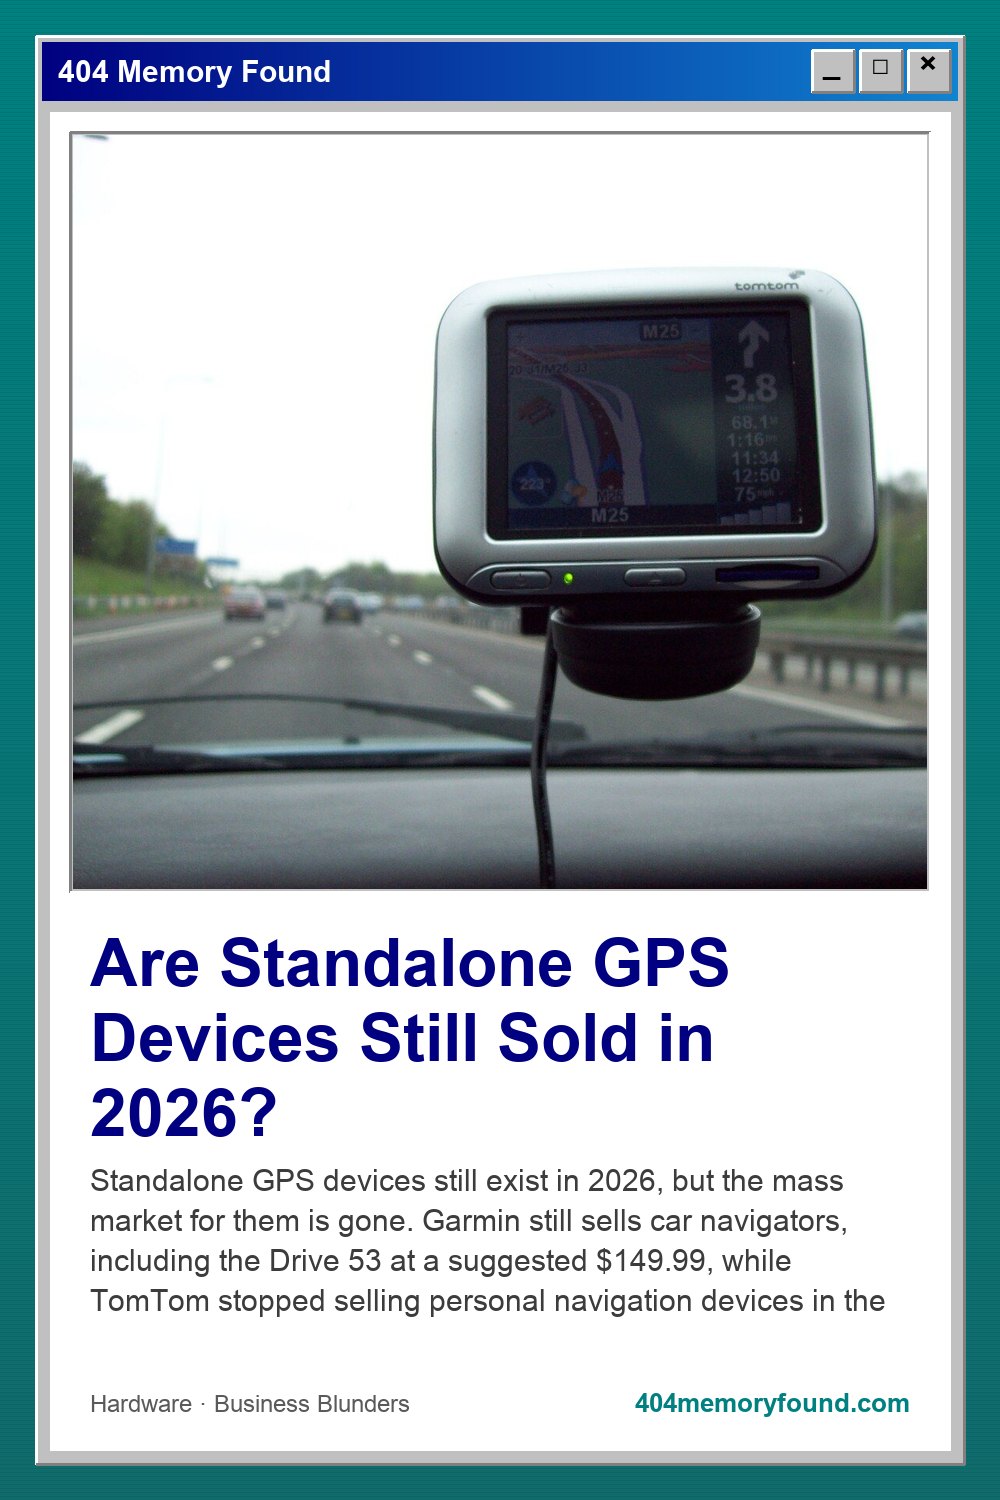 404 Memory Found
tomtom
M25
3.8
68.1
1:16
11:34
12:50
75 mph
223°
M25
Are Standalone GPS
Devices Still Sold in
2026?
Standalone GPS devices still exist in 2026, but the mass
market for them is gone. Garmin still sells car navigators,
including the Drive 53 at a suggested $149.99, while
TomTom stopped selling personal navigation devices in the
Hardware · Business Blunders
404memoryfound.com